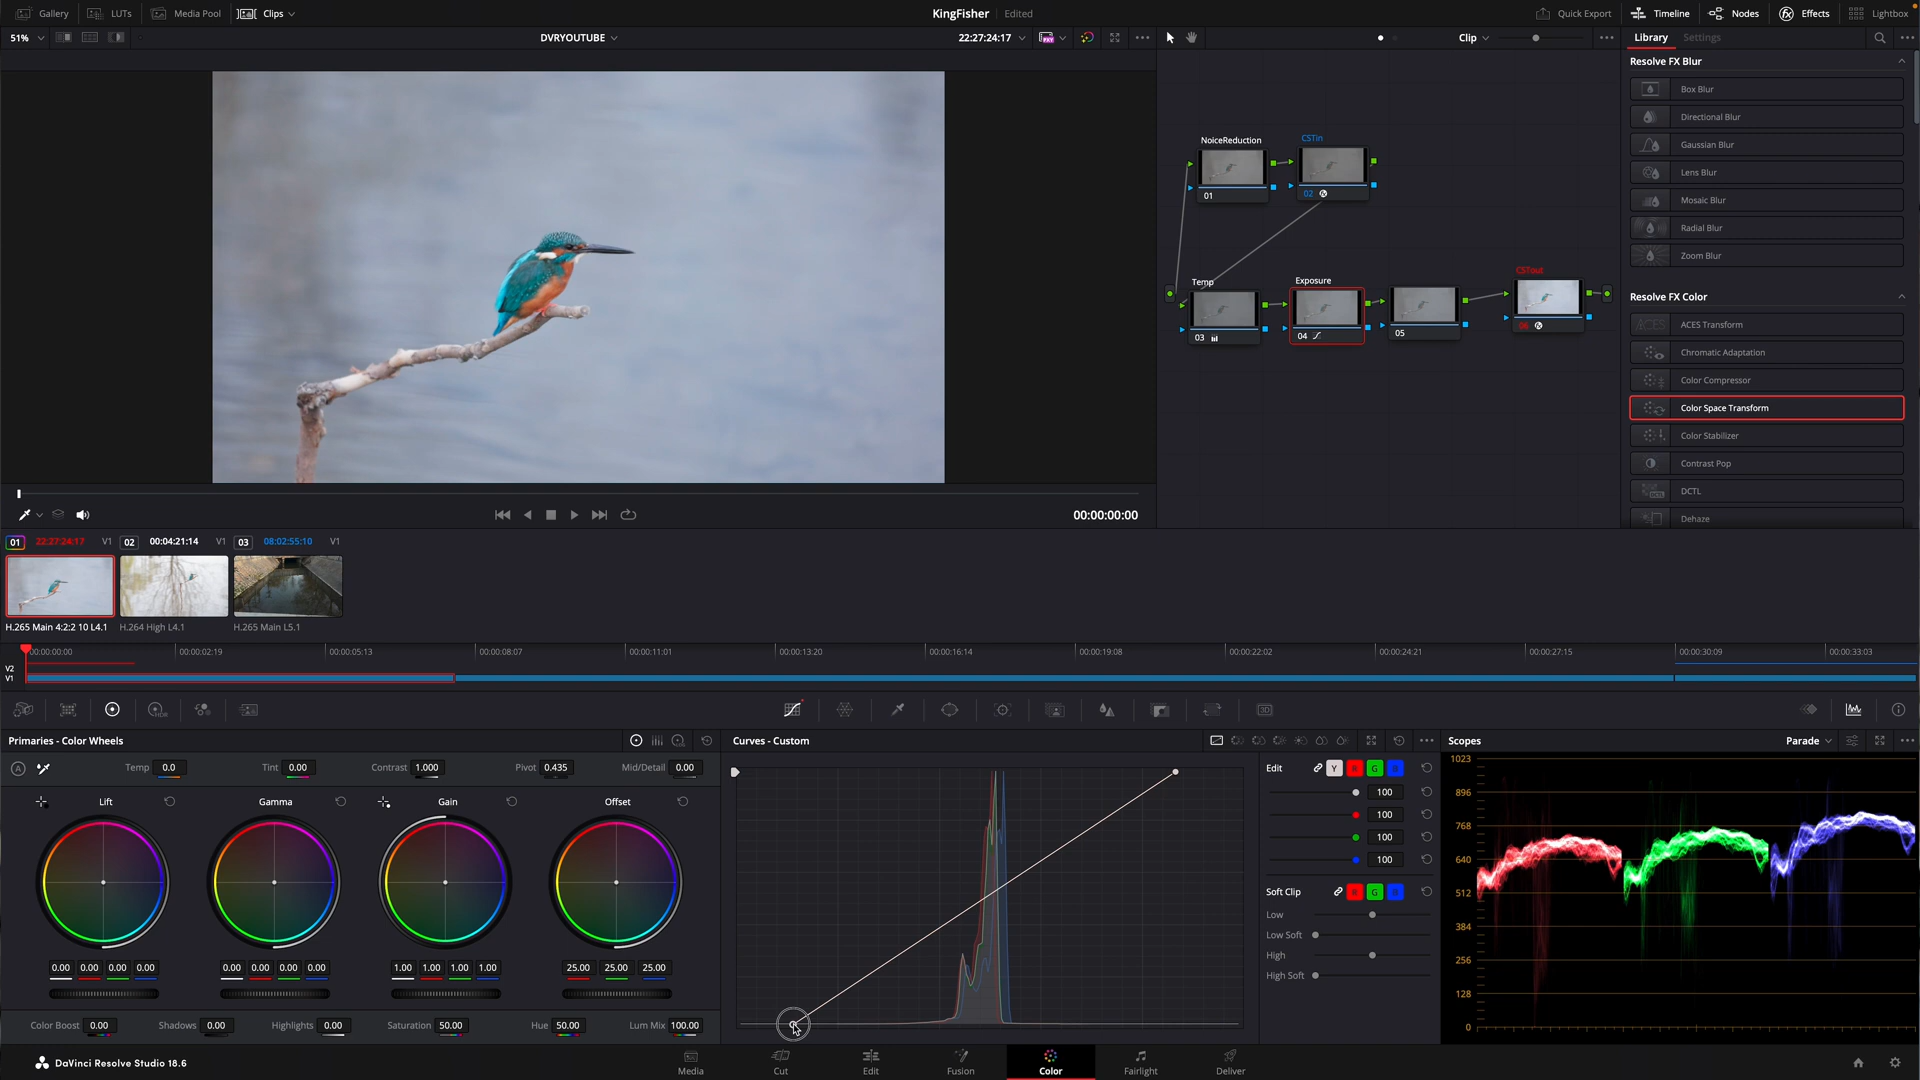 Gallery LUTs Media Pool Clips KingFisher Edited Quick Export Timeline Nodes Effects Lightbox
51% DVRYOUTUBE 22:27:24:17 Clip Library Settings
Resolve FX Blur
Box Blur
Directional Blur
Gaussian Blur
Lens Blur
Mosaic Blur
Radial Blur
Zoom Blur
Resolve FX Color
ACES Transform
Chromatic Adaptation
Color Compressor
Color Space Transform
Color Stabilizer
Contrast Pop
DCTL
Dehaze
NoiseReduction CSTin
01 02
Temp Exposure CSTout
03 04 05 06
00:00:00:00
01 22:27:24:17 V1 02 00:04:21:14 V1 03 08:02:55:10 V1
H.265 Main 4:2:2 10 L4.1 H.264 High L4.1 H.265 Main L5.1
00:00:00:00 00:00:02:19 00:00:05:13 00:00:08:07 00:00:11:01 00:00:13:20 00:00:16:14 00:00:19:08 00:00:22:02 00:00:24:21 00:00:27:15 00:00:30:09 00:00:33:03
V2
V1
HDR 3D
Primaries - Color Wheels Curves - Custom Scopes Parade
A Temp 0.0 Tint 0.00 Contrast 1.000 Pivot 0.435 Mid/Detail 0.00
Lift Gamma Gain Offset
0.00 0.00 0.00 0.00 0.00 0.00 0.00 0.00 1.00 1.00 1.00 1.00 25.00 25.00 25.00
Color Boost 0.00 Shadows 0.00 Highlights 0.00 Saturation 50.00 Hue 50.00 Lum Mix 100.00
Edit Y R G B
100
100
100
100
Soft Clip R G B
Low
Low Soft
High
High Soft
1023
896
768
640
512
384
256
128
0
DaVinci Resolve Studio 18.6 Media Cut Edit Fusion Color Fairlight Deliver